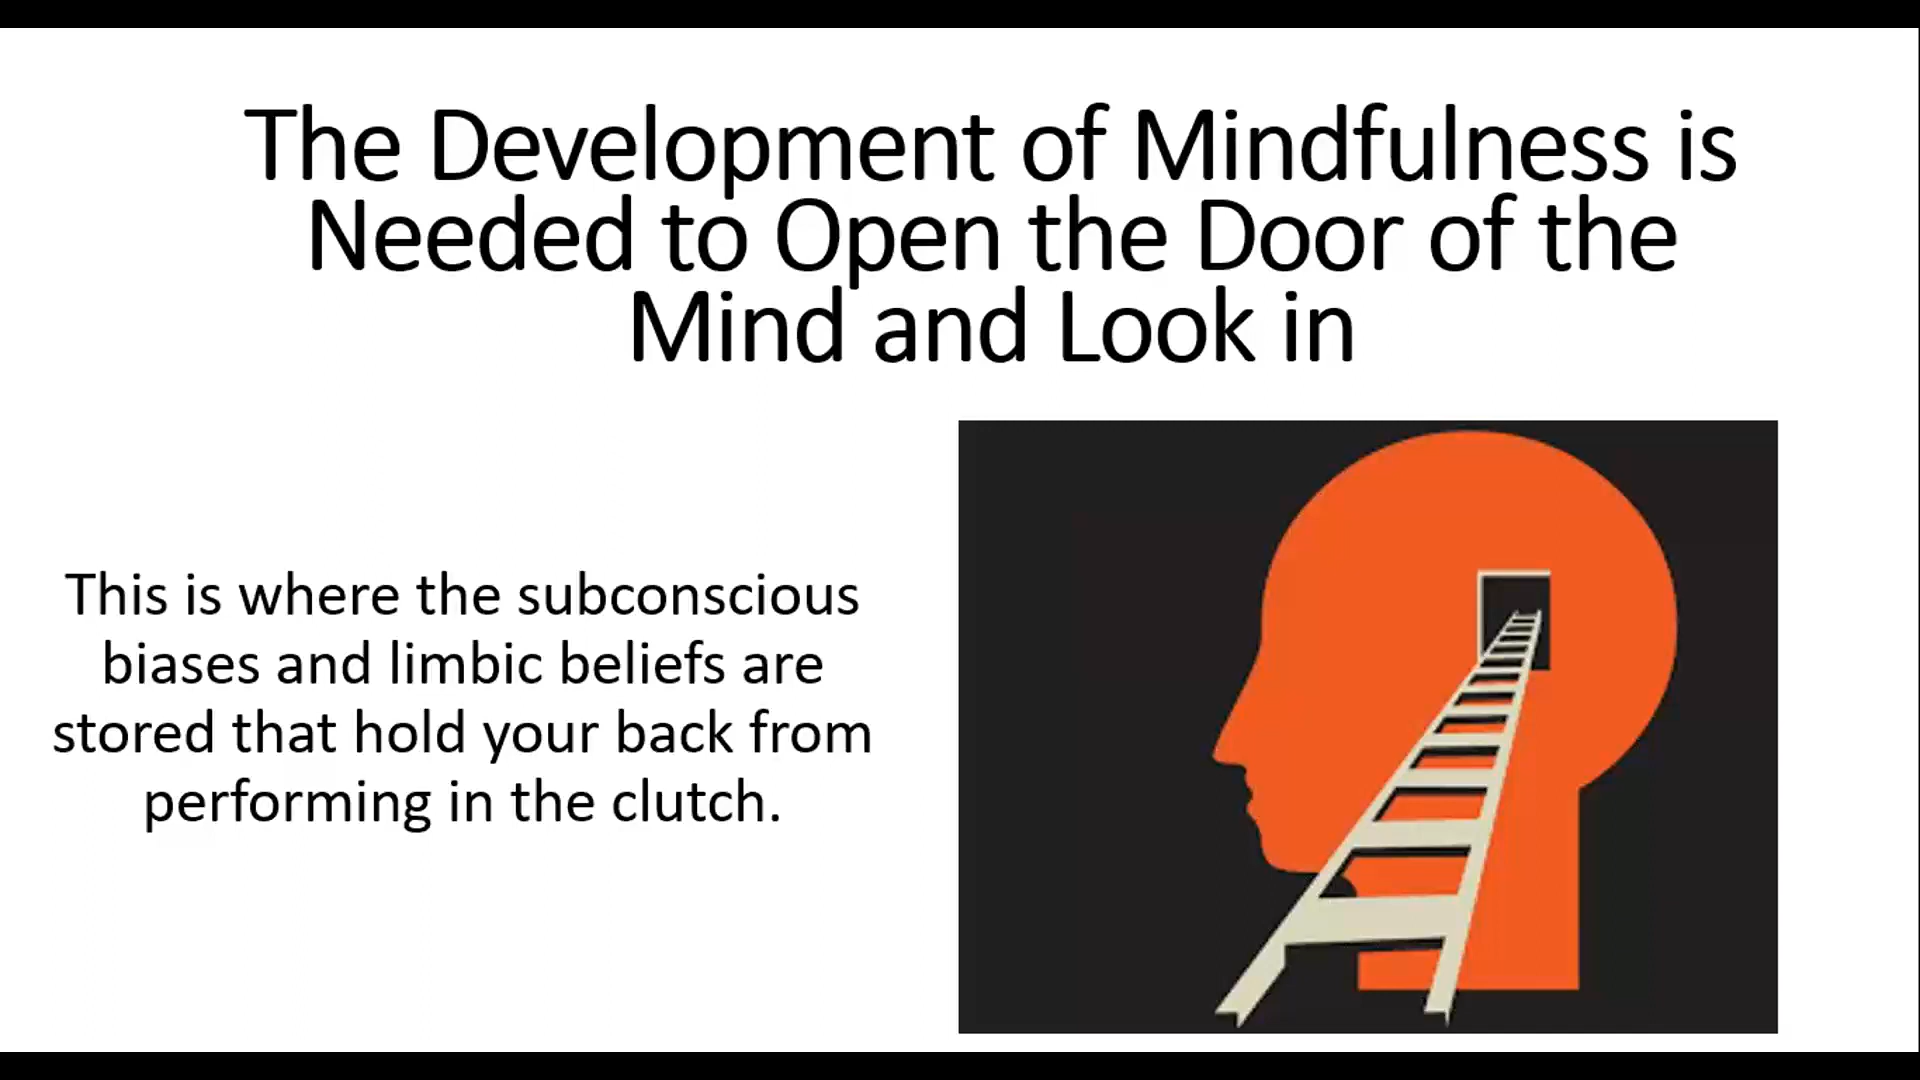 The Development of Mindfulness is
Needed to Open the Door of the
Mind and Look in
This is where the subconscious
biases and limbic beliefs are
stored that hold your back from
performing in the clutch.